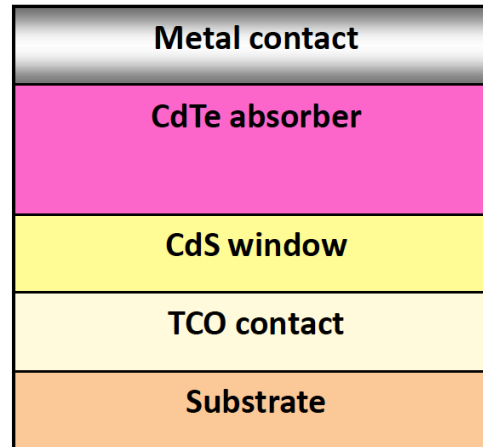 Metal contact
CdTe absorber
CdS window
TCO contact
Substrate